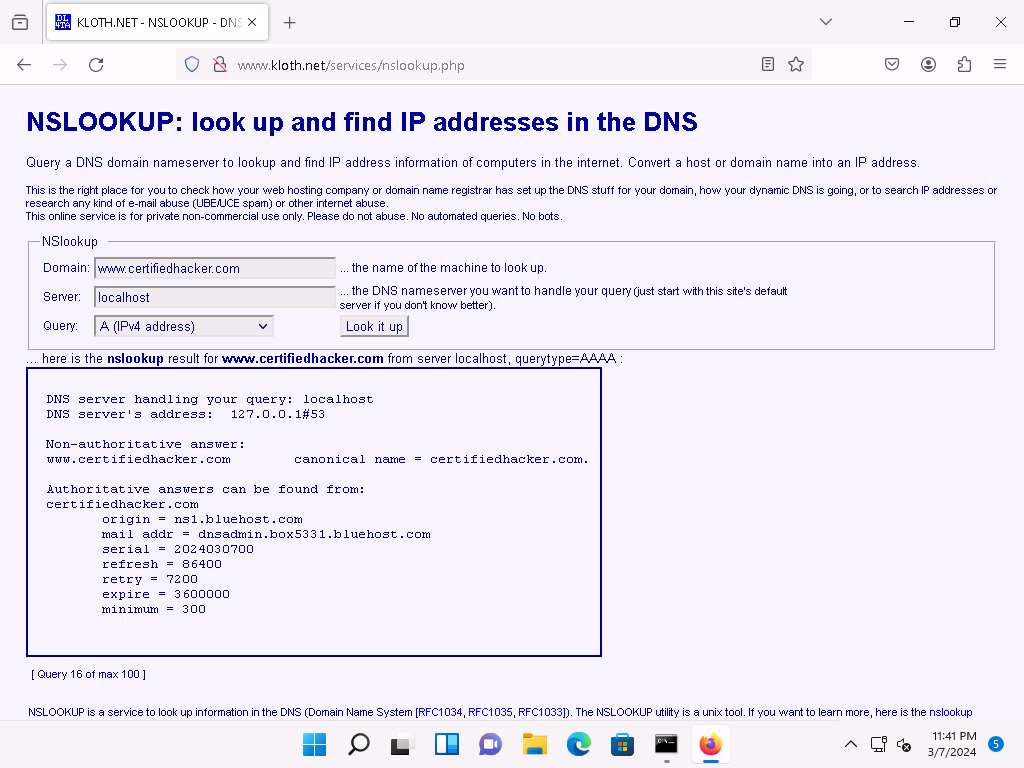 KLOTH.NET - NSLOOKUP - DNS
www.kloth.net/services/nslookup.php
NSLOOKUP: look up and find IP addresses in the DNS
Query a DNS domain nameserver to lookup and find IP address information of computers in the internet. Convert a host or domain name into an IP address.
This is the right place for you to check how your web hosting company or domain name registrar has set up the DNS stuff for your domain, how your dynamic DNS is going, or to search IP addresses or
research any kind of e-mail abuse (UBE/UCE spam) or other internet abuse.
This online service is for private non-commercial use only. Please do not abuse. No automated queries. No bots.
NSlookup
Domain: www.certifiedhacker.com ... the name of the machine to look up.
Server: localhost ... the DNS nameserver you want to handle your query (just start with this site's default
server if you don't know better).
Query: A (IPv4 address) Look it up
... here is the nslookup result for www.certifiedhacker.com from server localhost, querytype=AAAA :
DNS server handling your query: localhost
DNS server's address: 127.0.0.1#53
Non-authoritative answer:
www.certifiedhacker.com canonical name = certifiedhacker.com.
Authoritative answers can be found from:
certifiedhacker.com
origin = ns1.bluehost.com
mail addr = dnsadmin.box5331.bluehost.com
serial = 2024030700
refresh = 86400
retry = 7200
expire = 3600000
minimum = 300
[ Query 16 of max 100 ]
NSLOOKUP is a service to look up information in the DNS (Domain Name System [RFC1034, RFC1035, RFC1033]). The NSLOOKUP utility is a unix tool. If you want to learn more, here is the nslookup
11:41 PM
3/7/2024
5